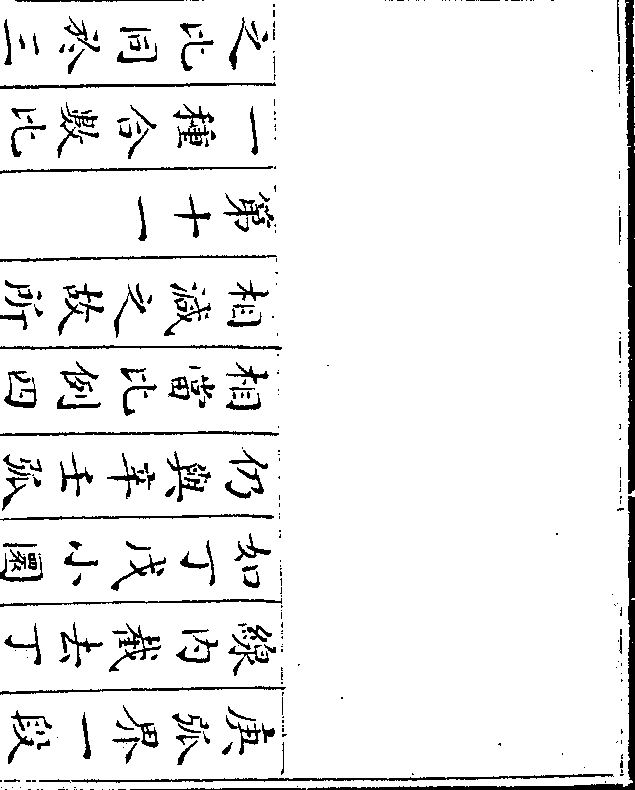 庚弧界一段
線内截去丁
如丁戊小圜
仍與辛壬弧
相當比例四
相減之故所
第十一
一種合數比
之比同於三